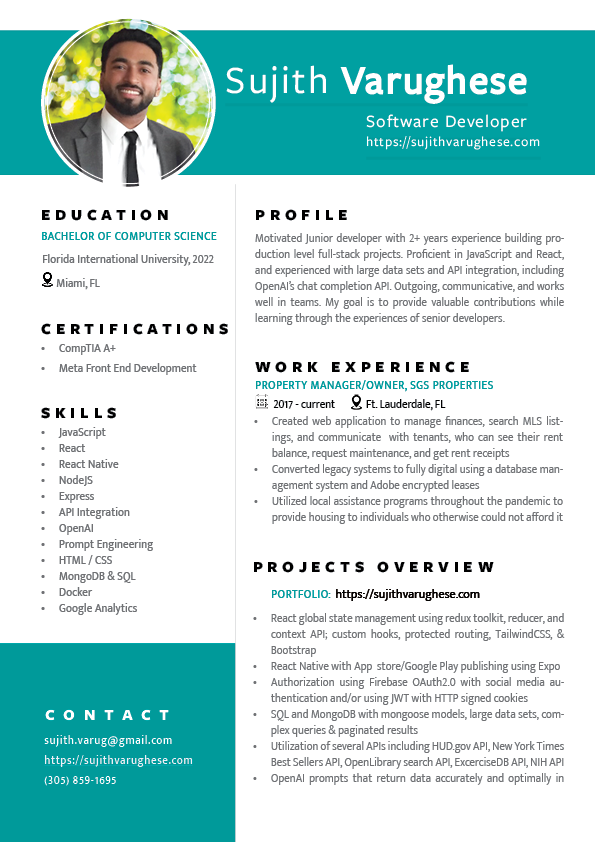 Sujith Varughese
Software Developer
https://sujithvarughese.com
EDUCATION
BACHELOR OF COMPUTER SCIENCE
Florida International University, 2022
Miami, FL
CERTIFICATIONS
• CompTIA A+
• Meta Front End Development
SKILLS
• JavaScript
• React
• React Native
• NodeJS
• Express
• API Integration
• OpenAI
• Prompt Engineering
• HTML / CSS
• MongoDB & SQL
• Docker
• Google Analytics
CONTACT
sujith.varug@gmail.com
https://sujithvarughese.com
(305) 859-1695
PROFILE
Motivated Junior developer with 2+ years experience building pro-
duction level full-stack projects. Proficient in JavaScript and React,
and experienced with large data sets and API integration, including
OpenAI's chat completion API. Outgoing, communicative, and works
well in teams. My goal is to provide valuable contributions while
learning through the experiences of senior developers.
WORK EXPERIENCE
PROPERTY MANAGER/OWNER, SGS PROPERTIES
2017 - current Ft. Lauderdale, FL
• Created web application to manage finances, search MLS list-
ings, and communicate with tenants, who can see their rent
balance, request maintenance, and get rent receipts
• Converted legacy systems to fully digital using a database man-
agement system and Adobe encrypted leases
• Utilized local assistance programs throughout the pandemic to
provide housing to individuals who otherwise could not afford it
PROJECTS OVERVIEW
PORTFOLIO: https://sujithvarughese.com
• React global state management using redux toolkit, reducer, and
context API; custom hooks, protected routing, TailwindCSS, &
Bootstrap
• React Native with App store/Google Play publishing using Expo
• Authorization using Firebase OAuth2.0 with social media au-
thentication and/or using JWT with HTTP signed cookies
• SQL and MongoDB with mongoose models, large data sets, com-
plex queries & paginated results
• Utilization of several APIs including HUD.gov API, New York Times
Best Sellers API, OpenLibrary search API, ExcerciseDB API, NIH API
• OpenAI prompts that return data accurately and optimally in